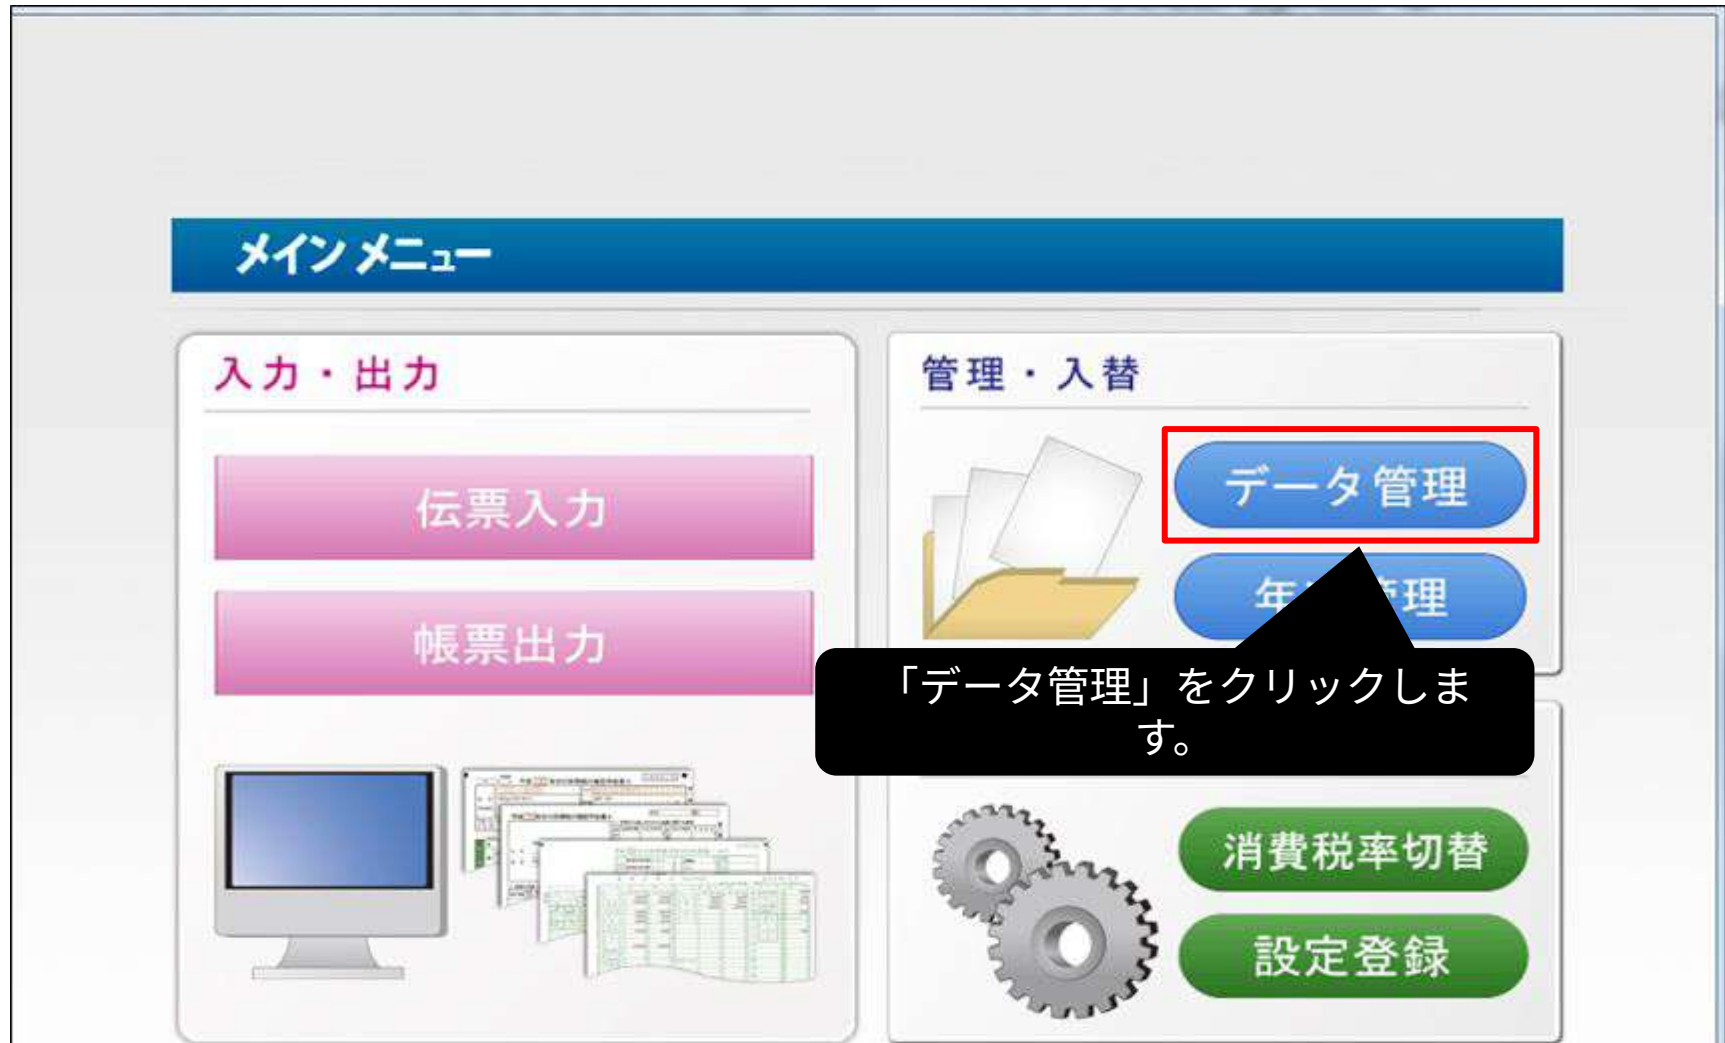 メインメニュー
入力・出力
伝票入力
帳票出力
管理・入替
データ管理
「データ管理」をクリックしま
す。
消費税率切替
設定登録